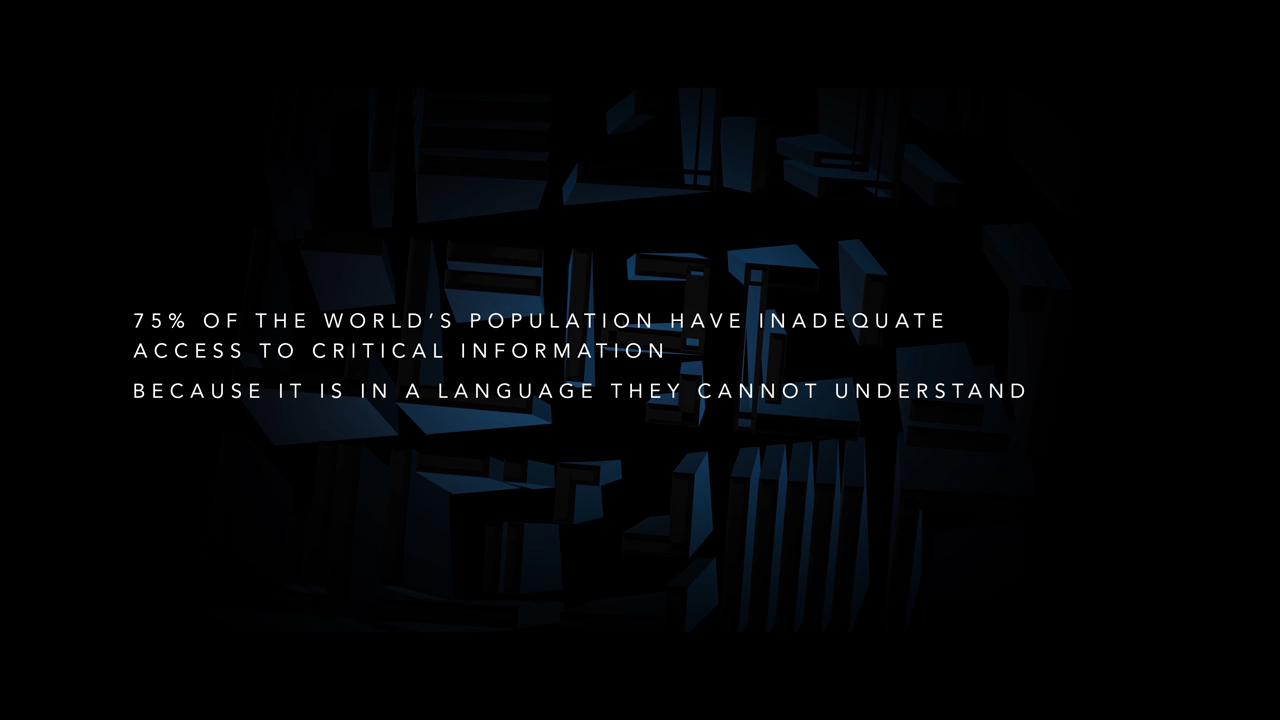 75% OF THE WORLD’S POPULATION HAVE INADEQUATE
ACCESS TO CRITICAL INFORMATION
BECAUSE IT IS IN A LANGUAGE THEY CANNOT UNDERSTAND